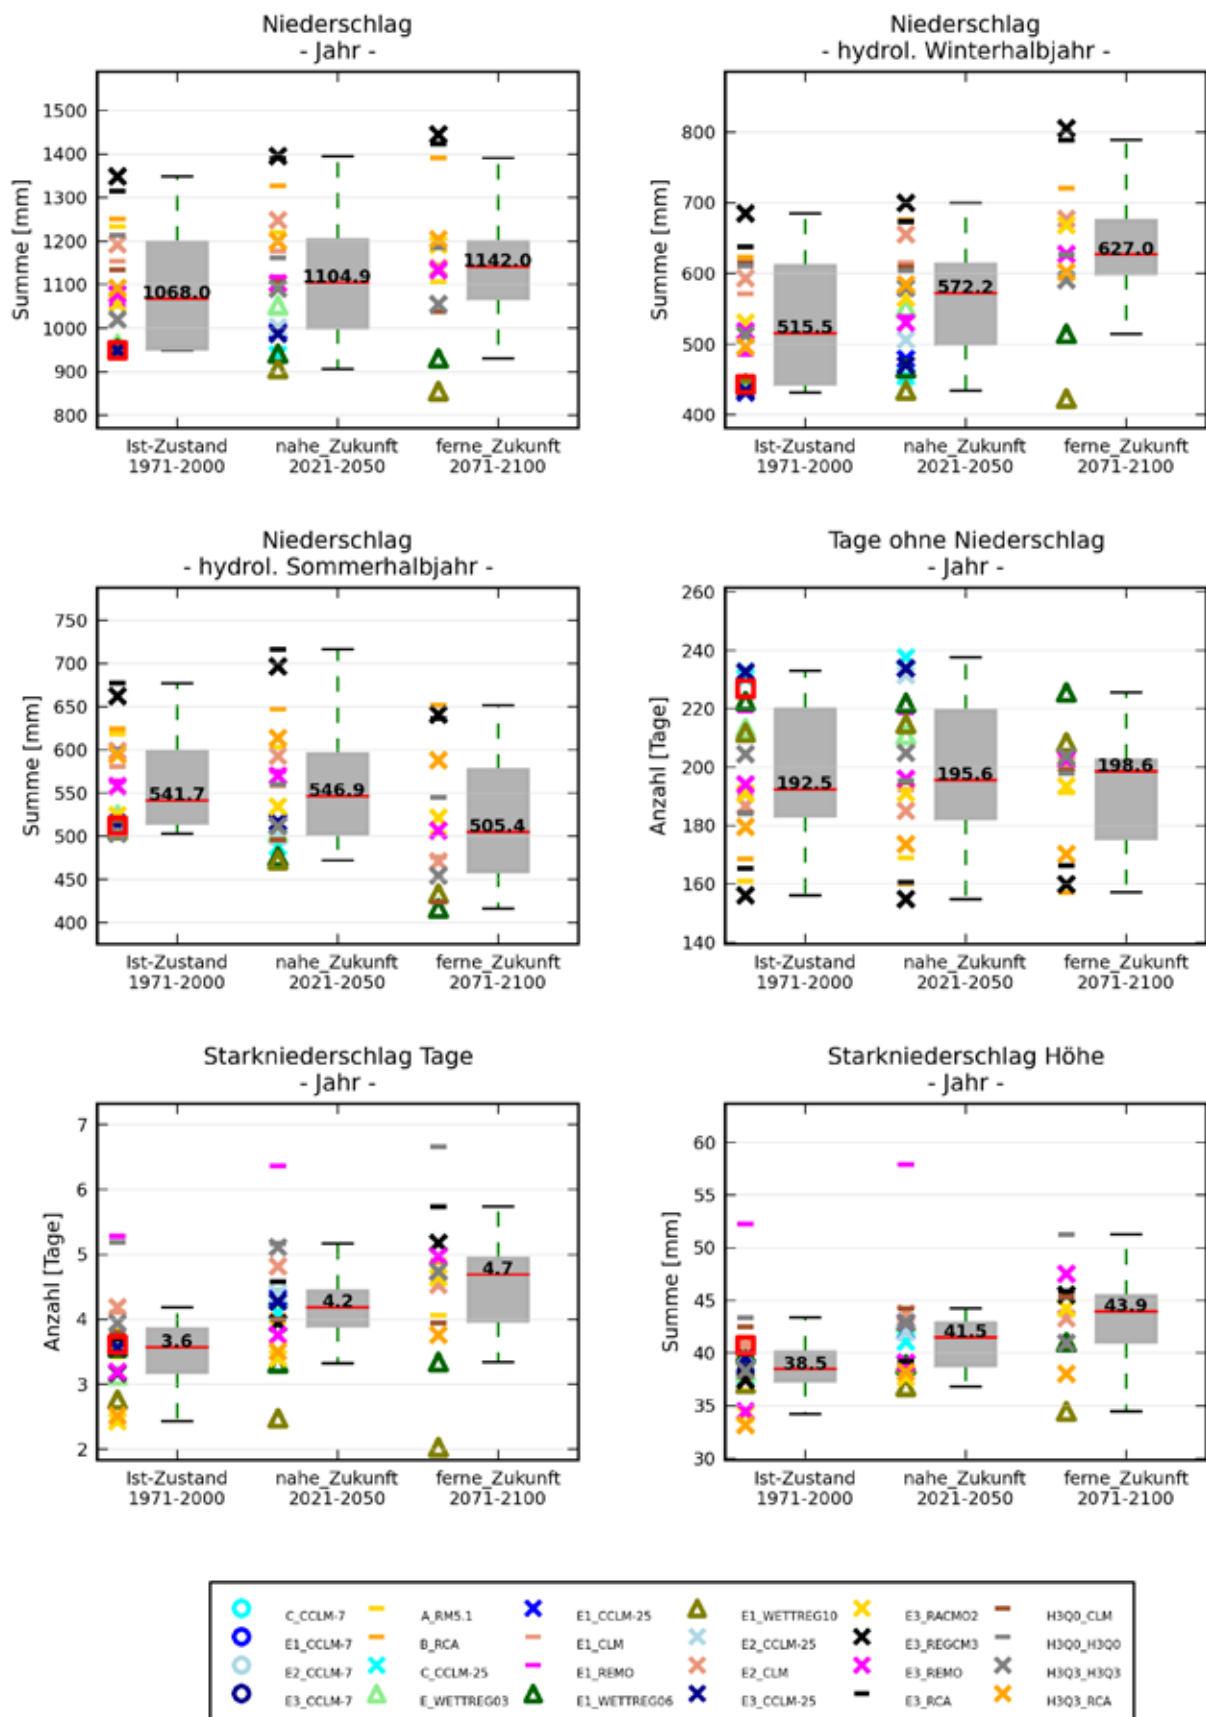 Niederschlag
- Jahr -
Summe [mm]
1500
1400
1300
1200
1100
1000
900
800
1068.0
1104.9
1142.0
Ist-Zustand
1971-2000
nahe_Zukunft
2021-2050
ferne_Zukunft
2071-2100
Niederschlag
- hydrol. Winterhalbjahr -
Summe [mm]
800
700
600
500
400
515.5
572.2
627.0
Ist-Zustand
1971-2000
nahe_Zukunft
2021-2050
ferne_Zukunft
2071-2100
Niederschlag
- hydrol. Sommerhalbjahr -
Summe [mm]
750
700
650
600
550
500
450
400
541.7
546.9
505.4
Ist-Zustand
1971-2000
nahe_Zukunft
2021-2050
ferne_Zukunft
2071-2100
Tage ohne Niederschlag
- Jahr -
Anzahl [Tage]
260
240
220
200
180
160
140
192.5
195.6
198.6
Ist-Zustand
1971-2000
nahe_Zukunft
2021-2050
ferne_Zukunft
2071-2100
Starkniederschlag Tage
- Jahr -
Anzahl [Tage]
7
6
5
4
3
2
3.6
4.2
4.7
Ist-Zustand
1971-2000
nahe_Zukunft
2021-2050
ferne_Zukunft
2071-2100
Starkniederschlag Höhe
- Jahr -
Summe [mm]
60
55
50
45
40
35
30
38.5
41.5
43.9
Ist-Zustand
1971-2000
nahe_Zukunft
2021-2050
ferne_Zukunft
2071-2100
C_CCLM-7 A_RM5.1 E1_CCLM-25 E1_WETTREG10 E3_RACMO2 H3Q0_CLM
E1_CCLM-7 B_RCA E1_CLM E2_CCLM-25 E3_REGCM3 H3Q0_H3Q0
E2_CCLM-7 C_CCLM-25 E1_REMO E2_CLM E3_REMO H3Q3_H3Q3
E3_CCLM-7 E_WETTREG03 E1_WETTREG06 E3_CCLM-25 E3_RCA H3Q3_RCA